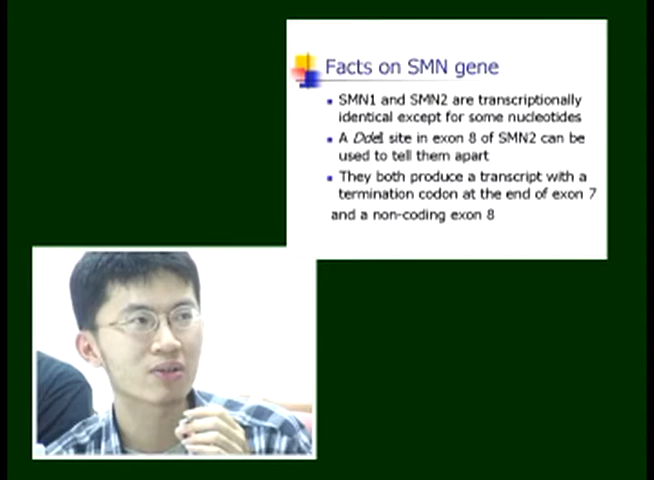 Facts on SMN gene
SMN1 and SMN2 are transcriptionally
identical except for some nucleotides
A DdeI site in exon 8 of SMN2 can be
used to tell them apart
They both produce a transcript with a
termination codon at the end of exon 7
and a non-coding exon 8